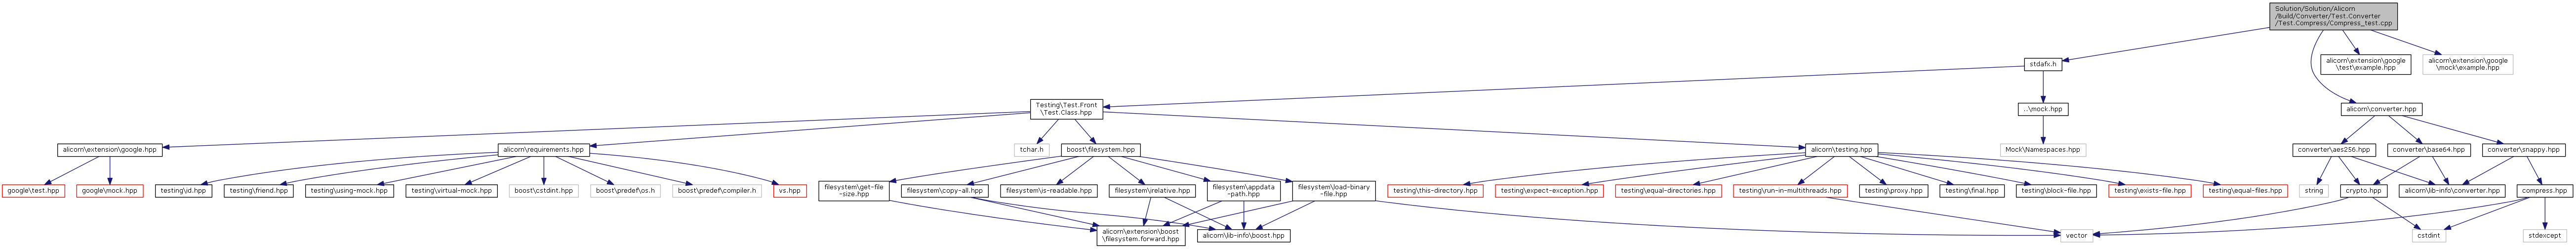 Solution/Solution/Alicorn
/Build/Converter/Test.Converter
/Test.Compress/Compress_test.cpp
stdafx.h
alicorn\extension\google
\test\example.hpp
alicorn\extension\google
\mock\example.hpp
Testing\Test.Front
\Test.Class.hpp
..\mock.hpp
alicorn\converter.hpp
alicorn\extension\google.hpp
alicorn\requirements.hpp
tchar.h
boost\filesystem.hpp
alicorn\testing.hpp
Mock\Namespaces.hpp
converter\aes256.hpp
converter\base64.hpp
converter\snappy.hpp
google\test.hpp
google\mock.hpp
testing\d.hpp
testing\friend.hpp
testing\using-mock.hpp
testing\virtual-mock.hpp
boost\cstdint.hpp
boost\predef\os.h
boost\predef\compiler.h
vs.hpp
filesystem\get-file
-size.hpp
filesystem\copy-all.hpp
filesystem\is-readable.hpp
filesystem\relative.hpp
filesystem\appdata
-path.hpp
filesystem\load-binary
-file.hpp
testing\this-directory.hpp
testing\expect-exception.hpp
testing\equal-directories.hpp
testing\run-in-multithreads.hpp
testing\proxy.hpp
testing\final.hpp
testing\block-file.hpp
testing\exists-file.hpp
testing\equal-files.hpp
string
crypto.hpp
alicorn\lib-info\converter.hpp
compress.hpp
alicorn\extension\boost
\filesystem.forward.hpp
alicorn\lib-info\boost.hpp
vector
cstdint
stdexcept